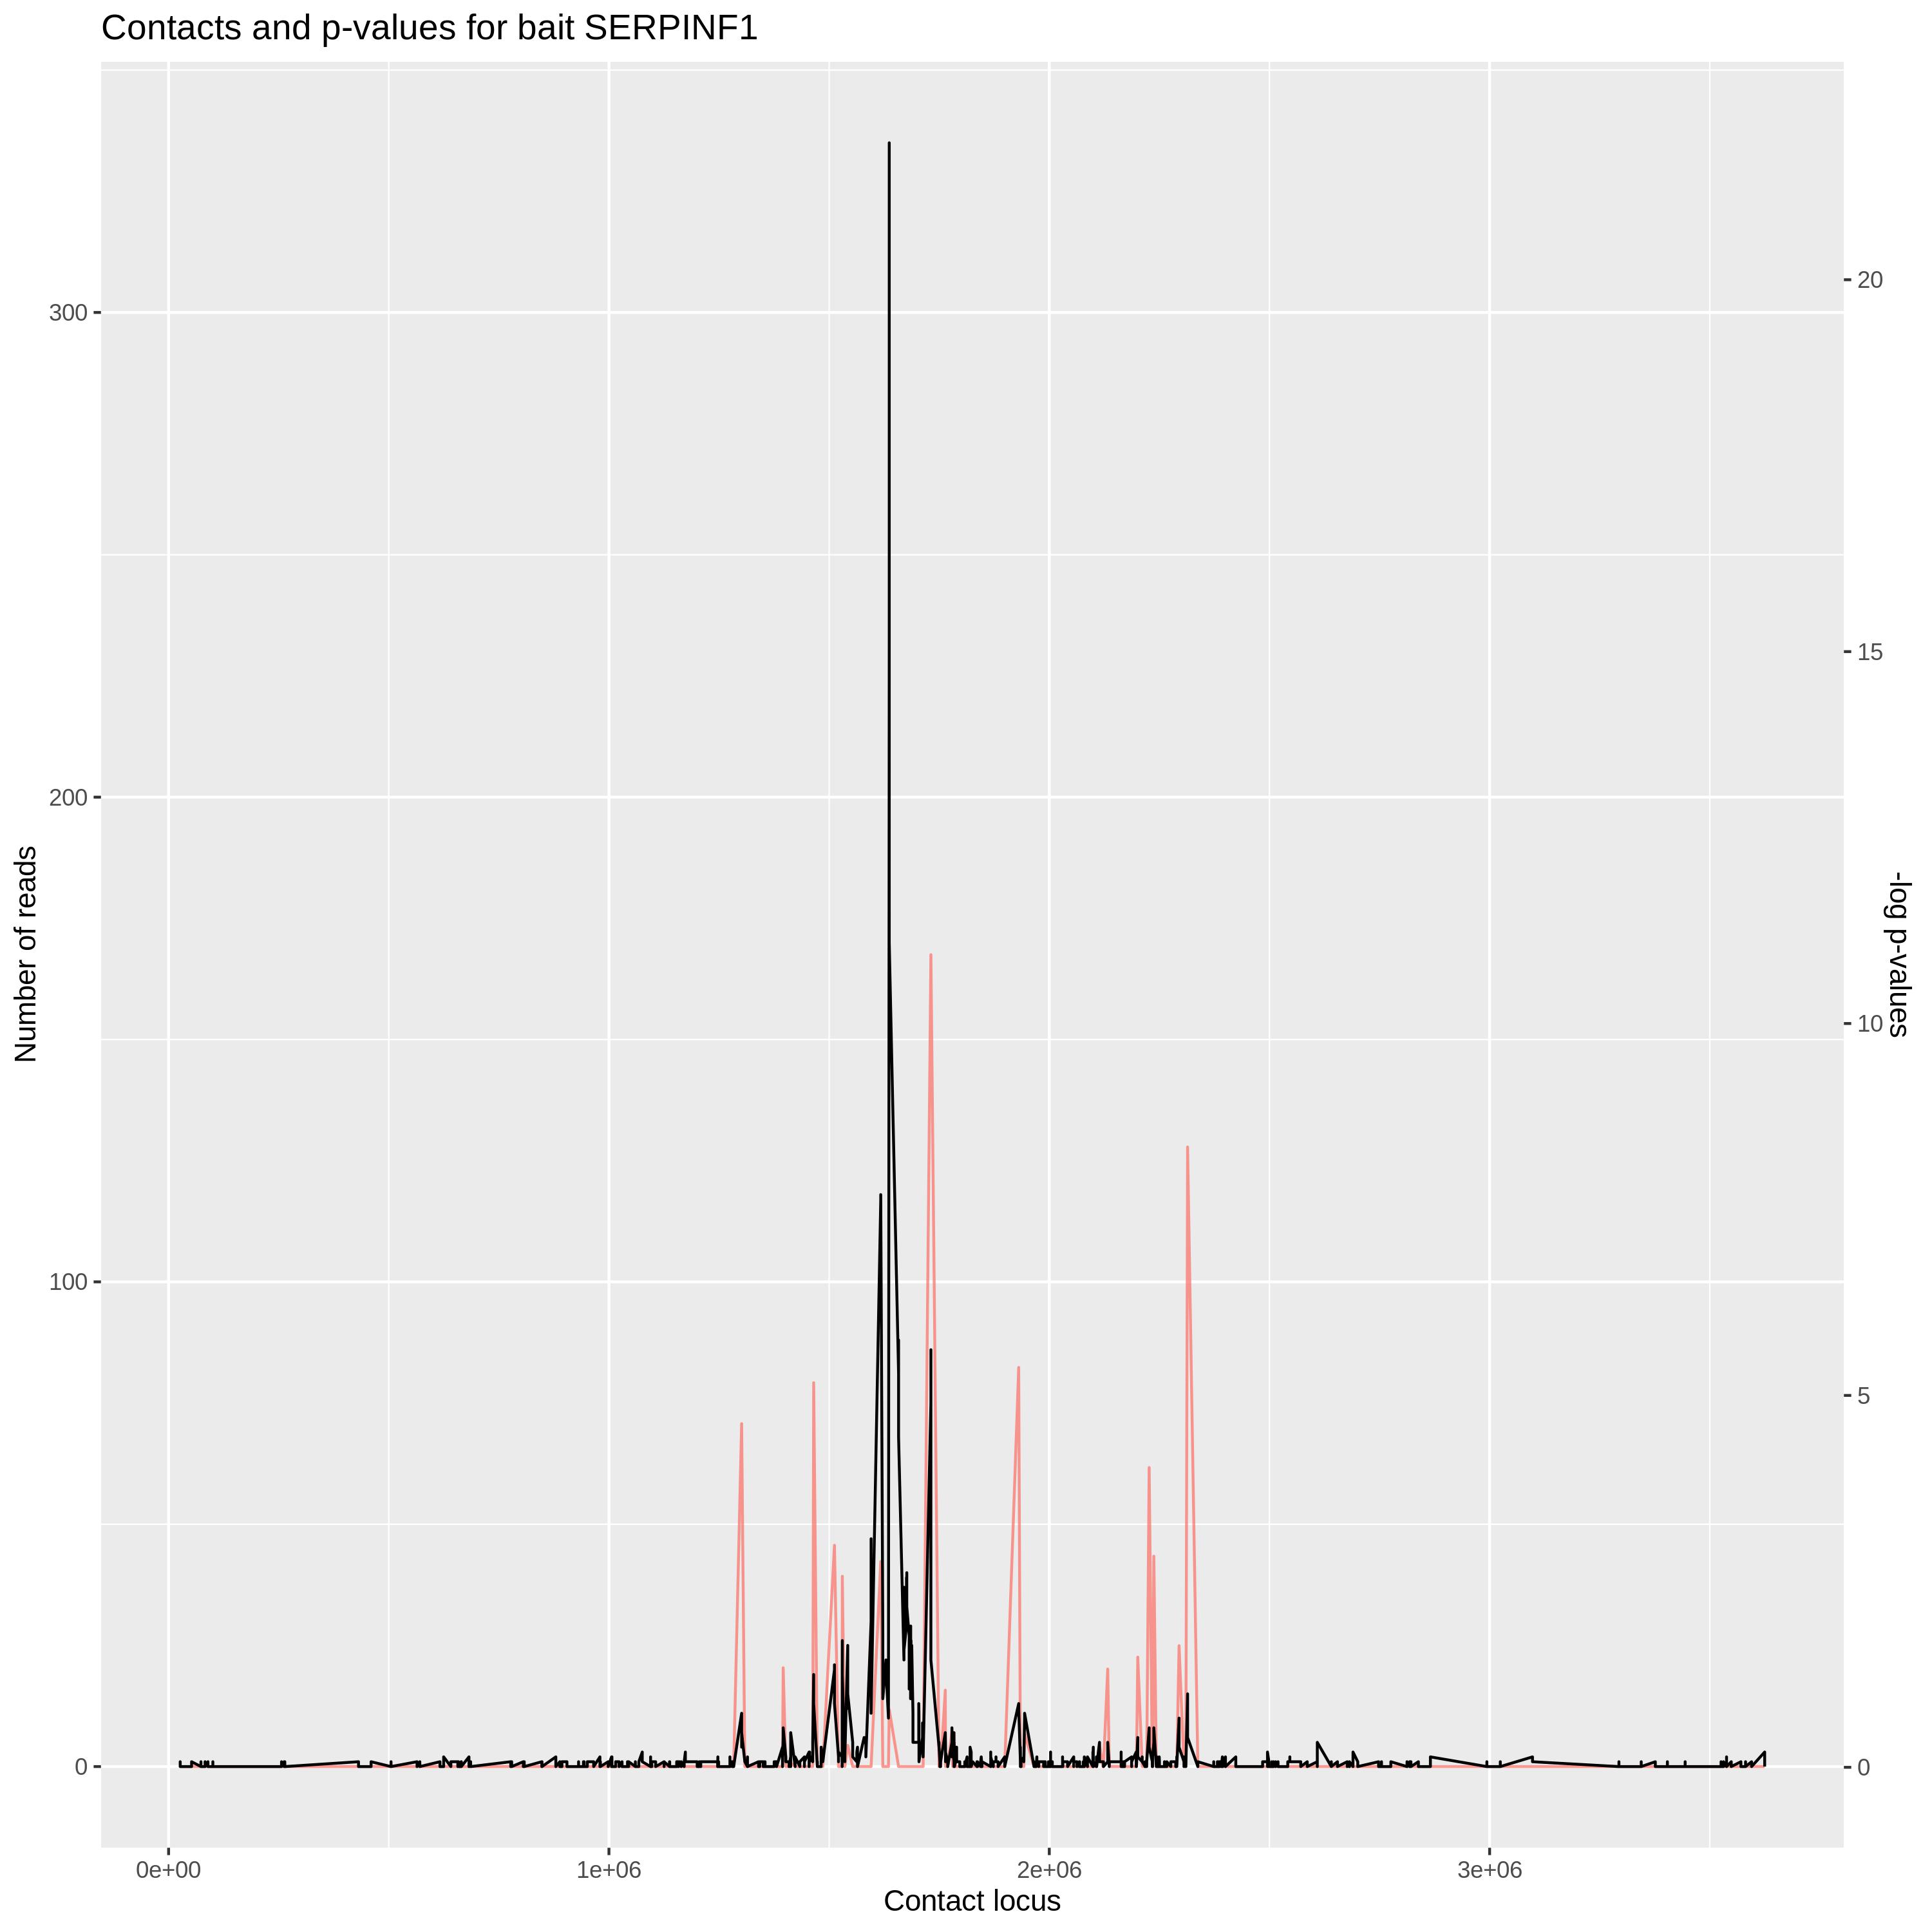 Contacts and p-values for bait SERPINF1
300
200
100
0
Number of reads
20
15
10
5
0
-log p-values
0e+00 1e+06 2e+06 3e+06
Contact locus